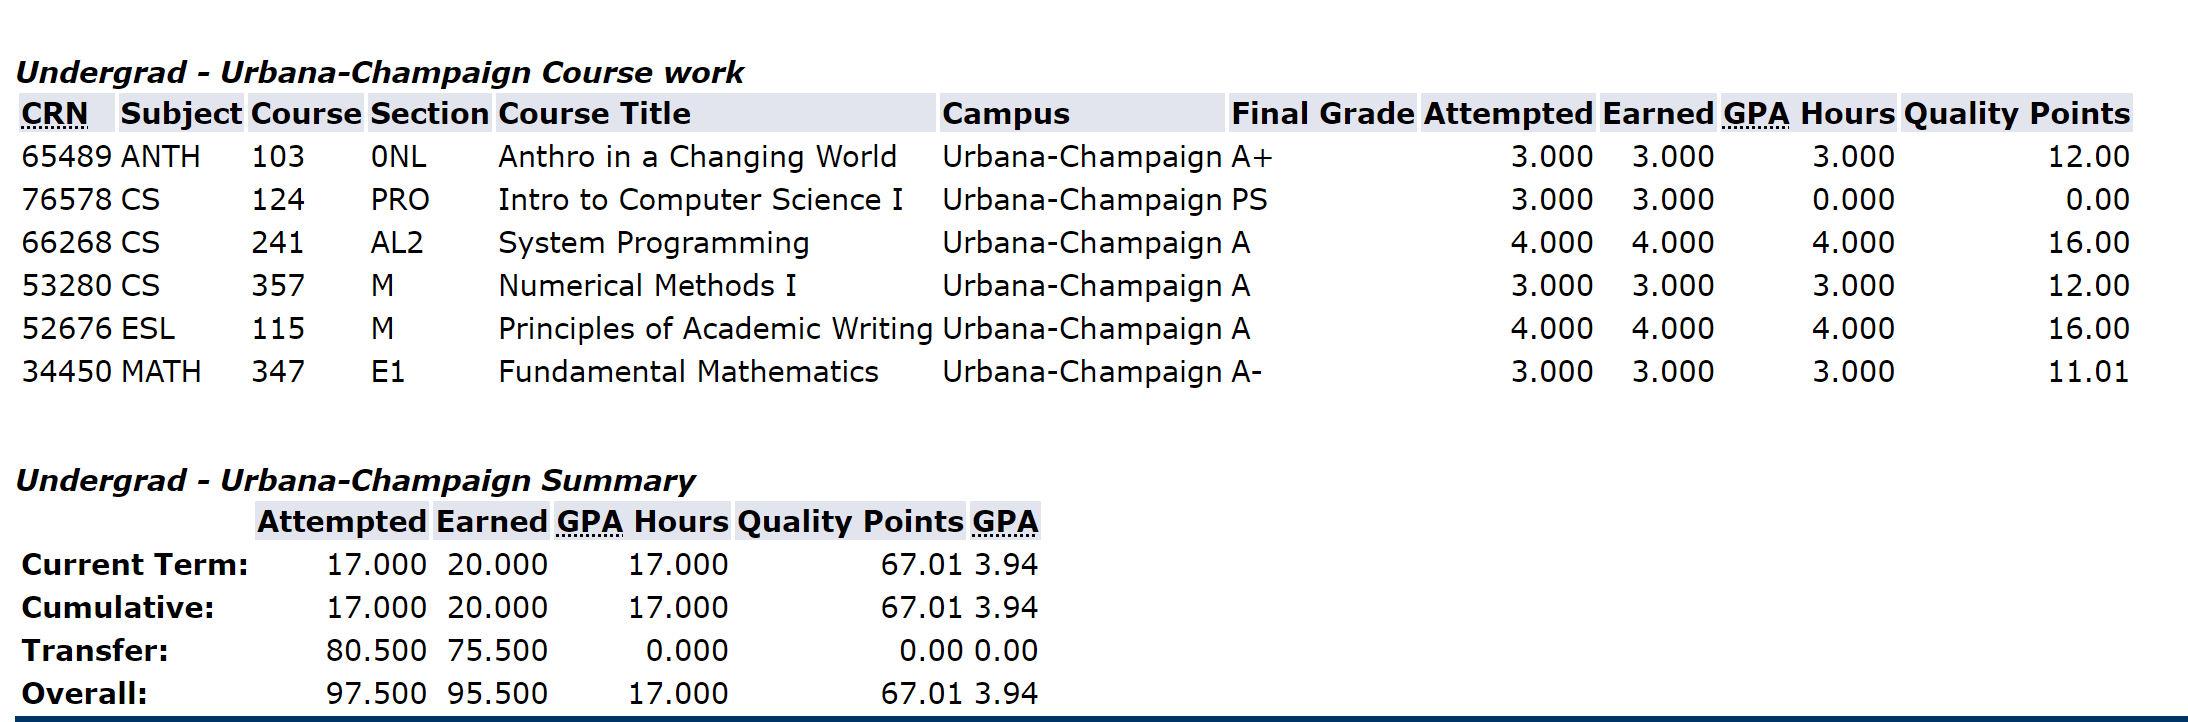 Undergrad - Urbana-Champaign Course work
CRN Subject Course Section Course Title Campus Final Grade Attempted Earned GPA Hours Quality Points
65489 ANTH 103 0NL Anthro in a Changing World Urbana-Champaign A+ 3.000 3.000 3.000 12.00
76578 CS 124 PRO Intro to Computer Science I Urbana-Champaign PS 3.000 3.000 0.000 0.00
66268 CS 241 AL2 System Programming Urbana-Champaign A 4.000 4.000 4.000 16.00
53280 CS 357 M Numerical Methods I Urbana-Champaign A 3.000 3.000 3.000 12.00
52676 ESL 115 M Principles of Academic Writing Urbana-Champaign A 4.000 4.000 4.000 16.00
34450 MATH 347 E1 Fundamental Mathematics Urbana-Champaign A- 3.000 3.000 3.000 11.01
Undergrad - Urbana-Champaign Summary
Attempted Earned GPA Hours Quality Points GPA
Current Term: 17.000 20.000 17.000 67.01 3.94
Cumulative: 17.000 20.000 17.000 67.01 3.94
Transfer: 80.500 75.500 0.000 0.00 0.00
Overall: 97.500 95.500 17.000 67.01 3.94